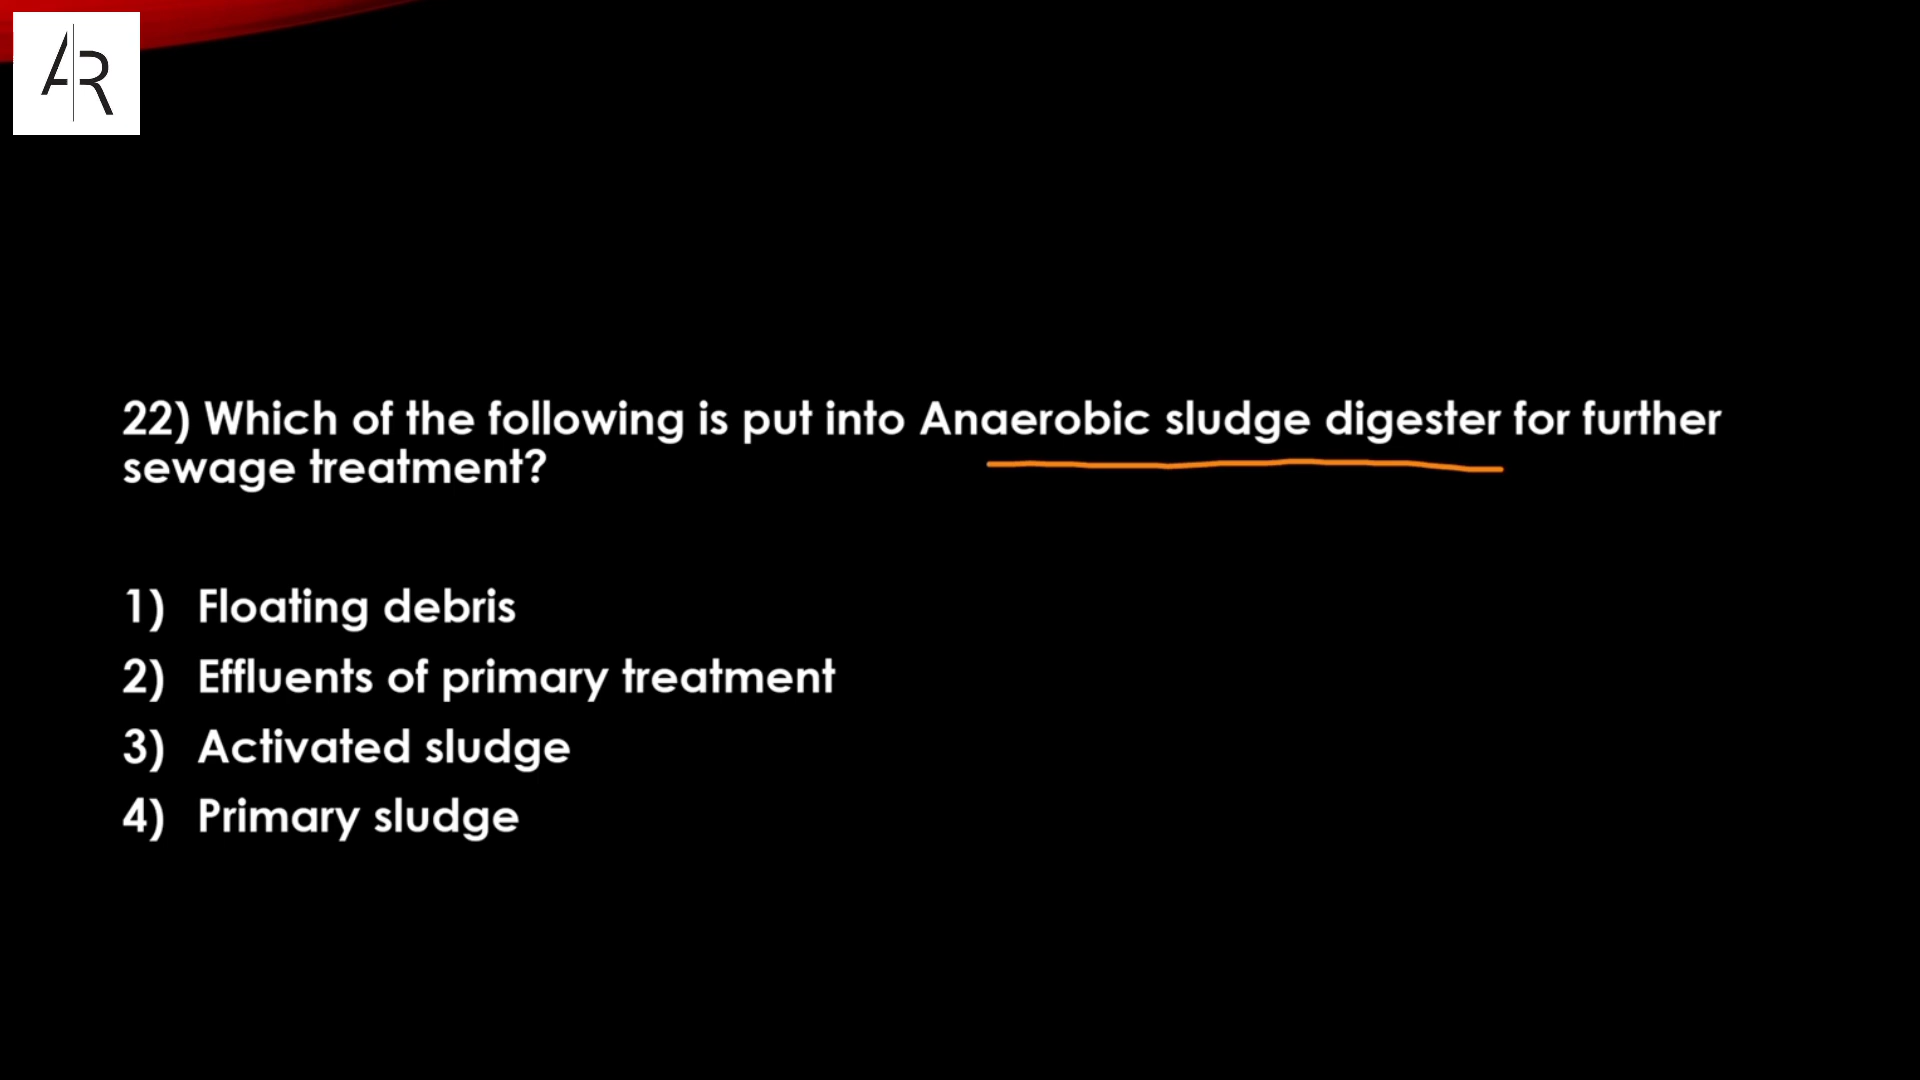 AR
22) Which of the following is put into Anaerobic sludge digester for further
sewage treatment?
1) Floating debris
2) Effluents of primary treatment
3) Activated sludge
4) Primary sludge